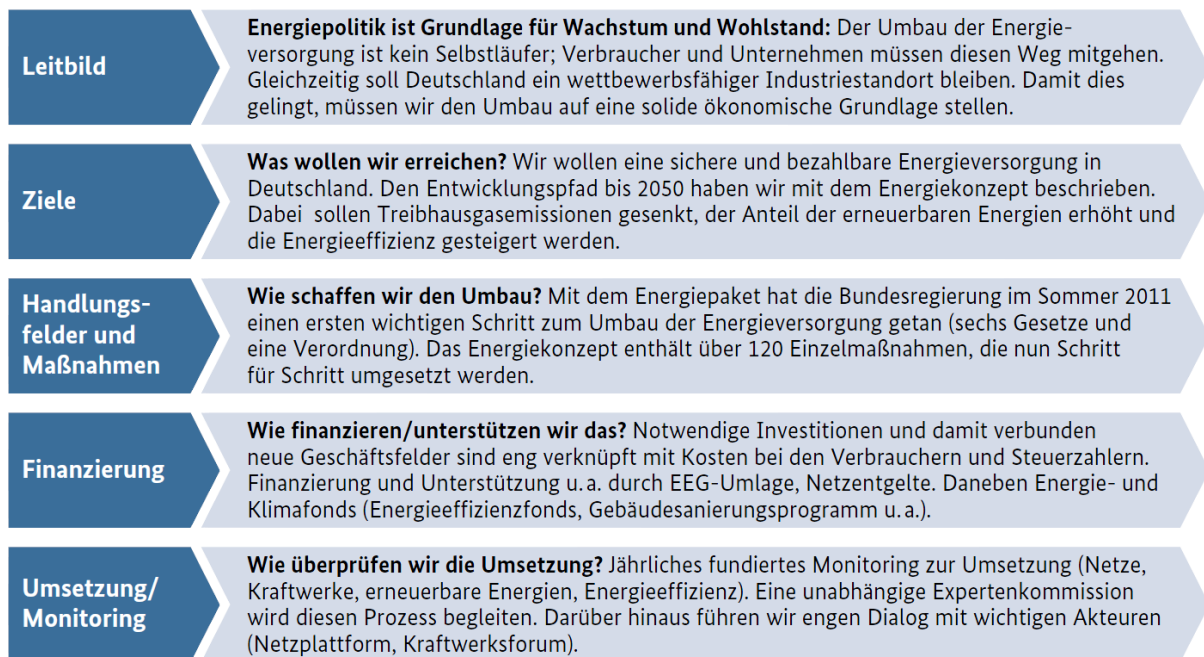 Leitbild
Energiepolitik ist Grundlage für Wachstum und Wohlstand: Der Umbau der Energie-
versorgung ist kein Selbstläufer; Verbraucher und Unternehmen müssen diesen Weg mitgehen.
Gleichzeitig soll Deutschland ein wettbewerbsfähiger Industriestandort bleiben. Damit dies
gelingt, müssen wir den Umbau auf eine solide ökonomische Grundlage stellen.
Ziele
Was wollen wir erreichen? Wir wollen eine sichere und bezahlbare Energieversorgung in
Deutschland. Den Entwicklungspfad bis 2050 haben wir mit dem Energiekonzept beschrieben.
Dabei sollen Treibhausgasemissionen gesenkt, der Anteil der erneuerbaren Energien erhöht und
die Energieeffizienz gesteigert werden.
Handlungs-
felder und
Maßnahmen
Wie schaffen wir den Umbau? Mit dem Energiepaket hat die Bundesregierung im Sommer 2011
einen ersten wichtigen Schritt zum Umbau der Energieversorgung getan (sechs Gesetze und
eine Verordnung). Das Energiekonzept enthält über 120 Einzelmaßnahmen, die nun Schritt
für Schritt umgesetzt werden.
Finanzierung
Wie finanzieren/unterstützen wir das? Notwendige Investitionen und damit verbunden
neue Geschäftsfelder sind eng verknüpft mit Kosten bei den Verbrauchern und Steuerzahlern.
Finanzierung und Unterstützung u. a. durch EEG-Umlage, Netzentgelte. Daneben Energie- und
Klimafonds (Energieeffizienzfonds, Gebäudesanierungsprogramm u. a.).
Umsetzung/
Monitoring
Wie überprüfen wir die Umsetzung? Jährliches fundiertes Monitoring zur Umsetzung (Netze,
Kraftwerke, erneuerbare Energien, Energieeffizienz). Eine unabhängige Expertenkommission
wird diesen Prozess begleiten. Darüber hinaus führen wir engen Dialog mit wichtigen Akteuren
(Netzplattform, Kraftwerksforum).